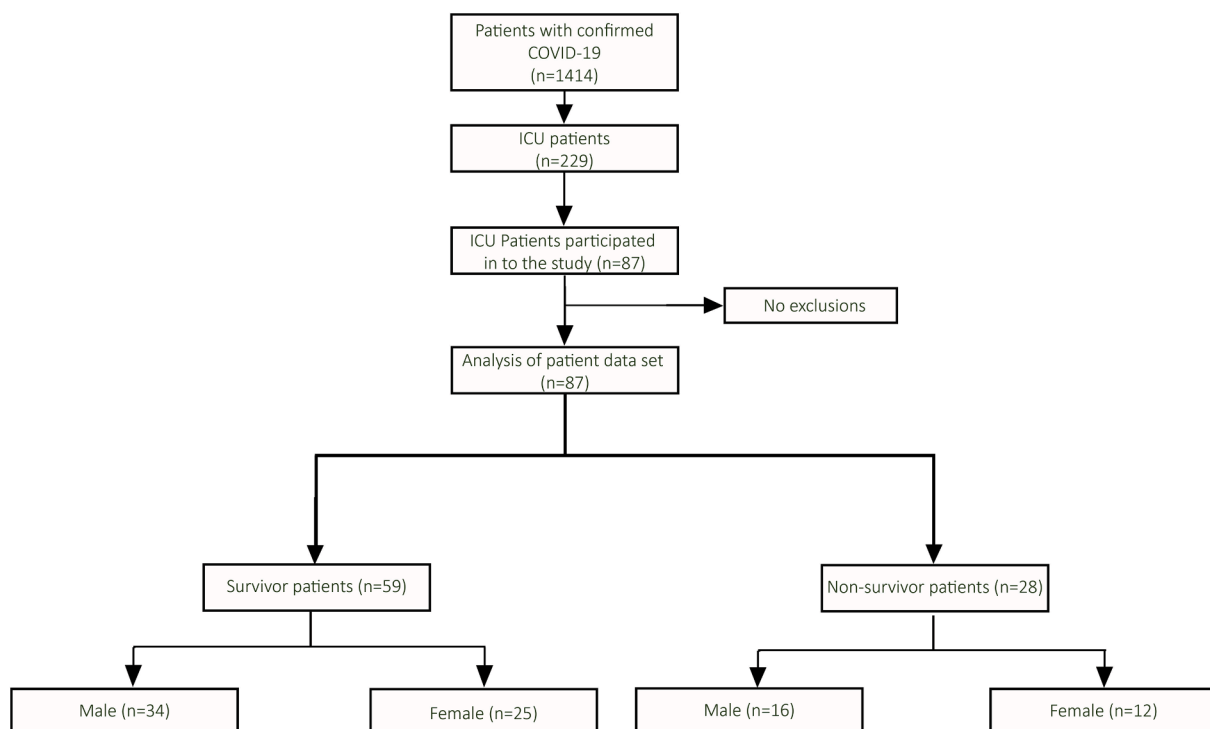 Patients with confirmed
COVID-19
(n=1414)
ICU patients
(n=229)
ICU Patients participated
in to the study (n=87)
No exclusions
Analysis of patient data set
(n=87)
Survivor patients (n=59)
Non-survivor patients (n=28)
Male (n=34)
Female (n=25)
Male (n=16)
Female (n=12)